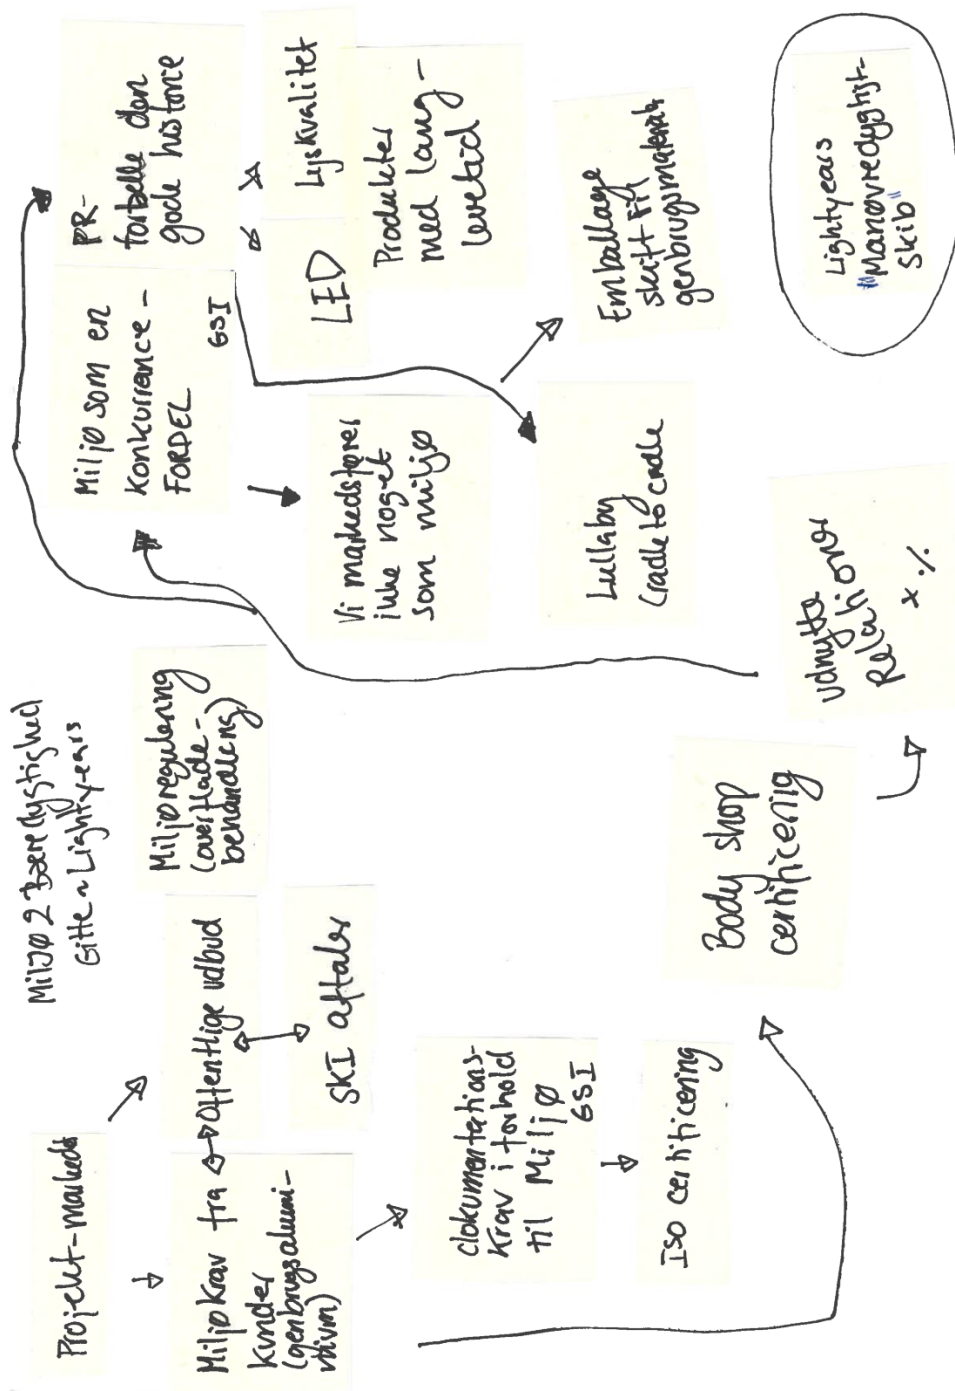 Miljø 2 Bæredygtighed
Gitte ~ Lightyears
Projekt-marked
Miljøkrav fra
kunder
(genbrugsalumi-
nium)
Offentlige udbud
SKI aftaler
Miljøregulering
(overflade-
behandling)
dokumentations-
krav i forhold
til Miljø
GSI
Iso certificering
Body shop
certificering
udnytte
Relationer
x %
Miljø som en
konkurrence-
FORDEL
GSI
PR-
fortælle den
gode historie
LED
Lyskvalitet
Produkter
med lang-
levetid
Vi markedsfører
ikke noget
som miljø
Lullaby
Cradle to cradle
Emballage
skift til
genbrugsmateriale
Lightyears
"Manøvredygtigt-
skib"